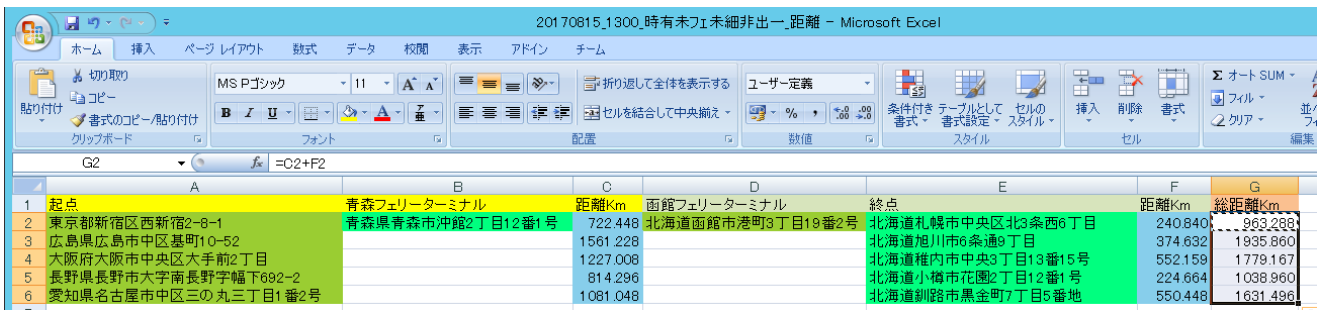 20170815_1300_時有未フェ未細非出一_距離 - Microsoft Excel
ホーム 挿入 ページ レイアウト 数式 データ 校閲 表示 アドイン チーム
貼り付け
切り取り
コピー
書式のコピー/貼り付け
クリップボード
MS Pゴシック 11
B I U
フォント
折り返して全体を表示する
セルを結合して中央揃え
配置
ユーザー定義
数値
条件付き書式
テーブルとして書式設定
セルのスタイル
スタイル
挿入 削除 書式
セル
Σ オート SUM
フィル
クリア
編集
G2 fx =C2+F2
A B C D E F G
1 起点 青森フェリーターミナル 距離Km 函館フェリーターミナル 終点 距離Km 総距離Km
2 東京都新宿区西新宿2-8-1 青森県青森市沖館2丁目12番1号 722.448 北海道函館市港町3丁目19番2号 北海道札幌市中央区北3条西6丁目 240.840 963.288
3 広島県広島市中区基町10-52 1561.228 北海道旭川市6条通9丁目 374.632 1935.860
4 大阪府大阪市中央区大手前2丁目 1227.008 北海道稚内市中央3丁目13番15号 552.159 1779.167
5 長野県長野市大字南長野字幅下692-2 814.296 北海道小樽市花園2丁目12番1号 224.664 1038.960
6 愛知県名古屋市中区三の丸三丁目1番2号 1081.048 北海道釧路市黒金町7丁目5番地 550.448 1631.496